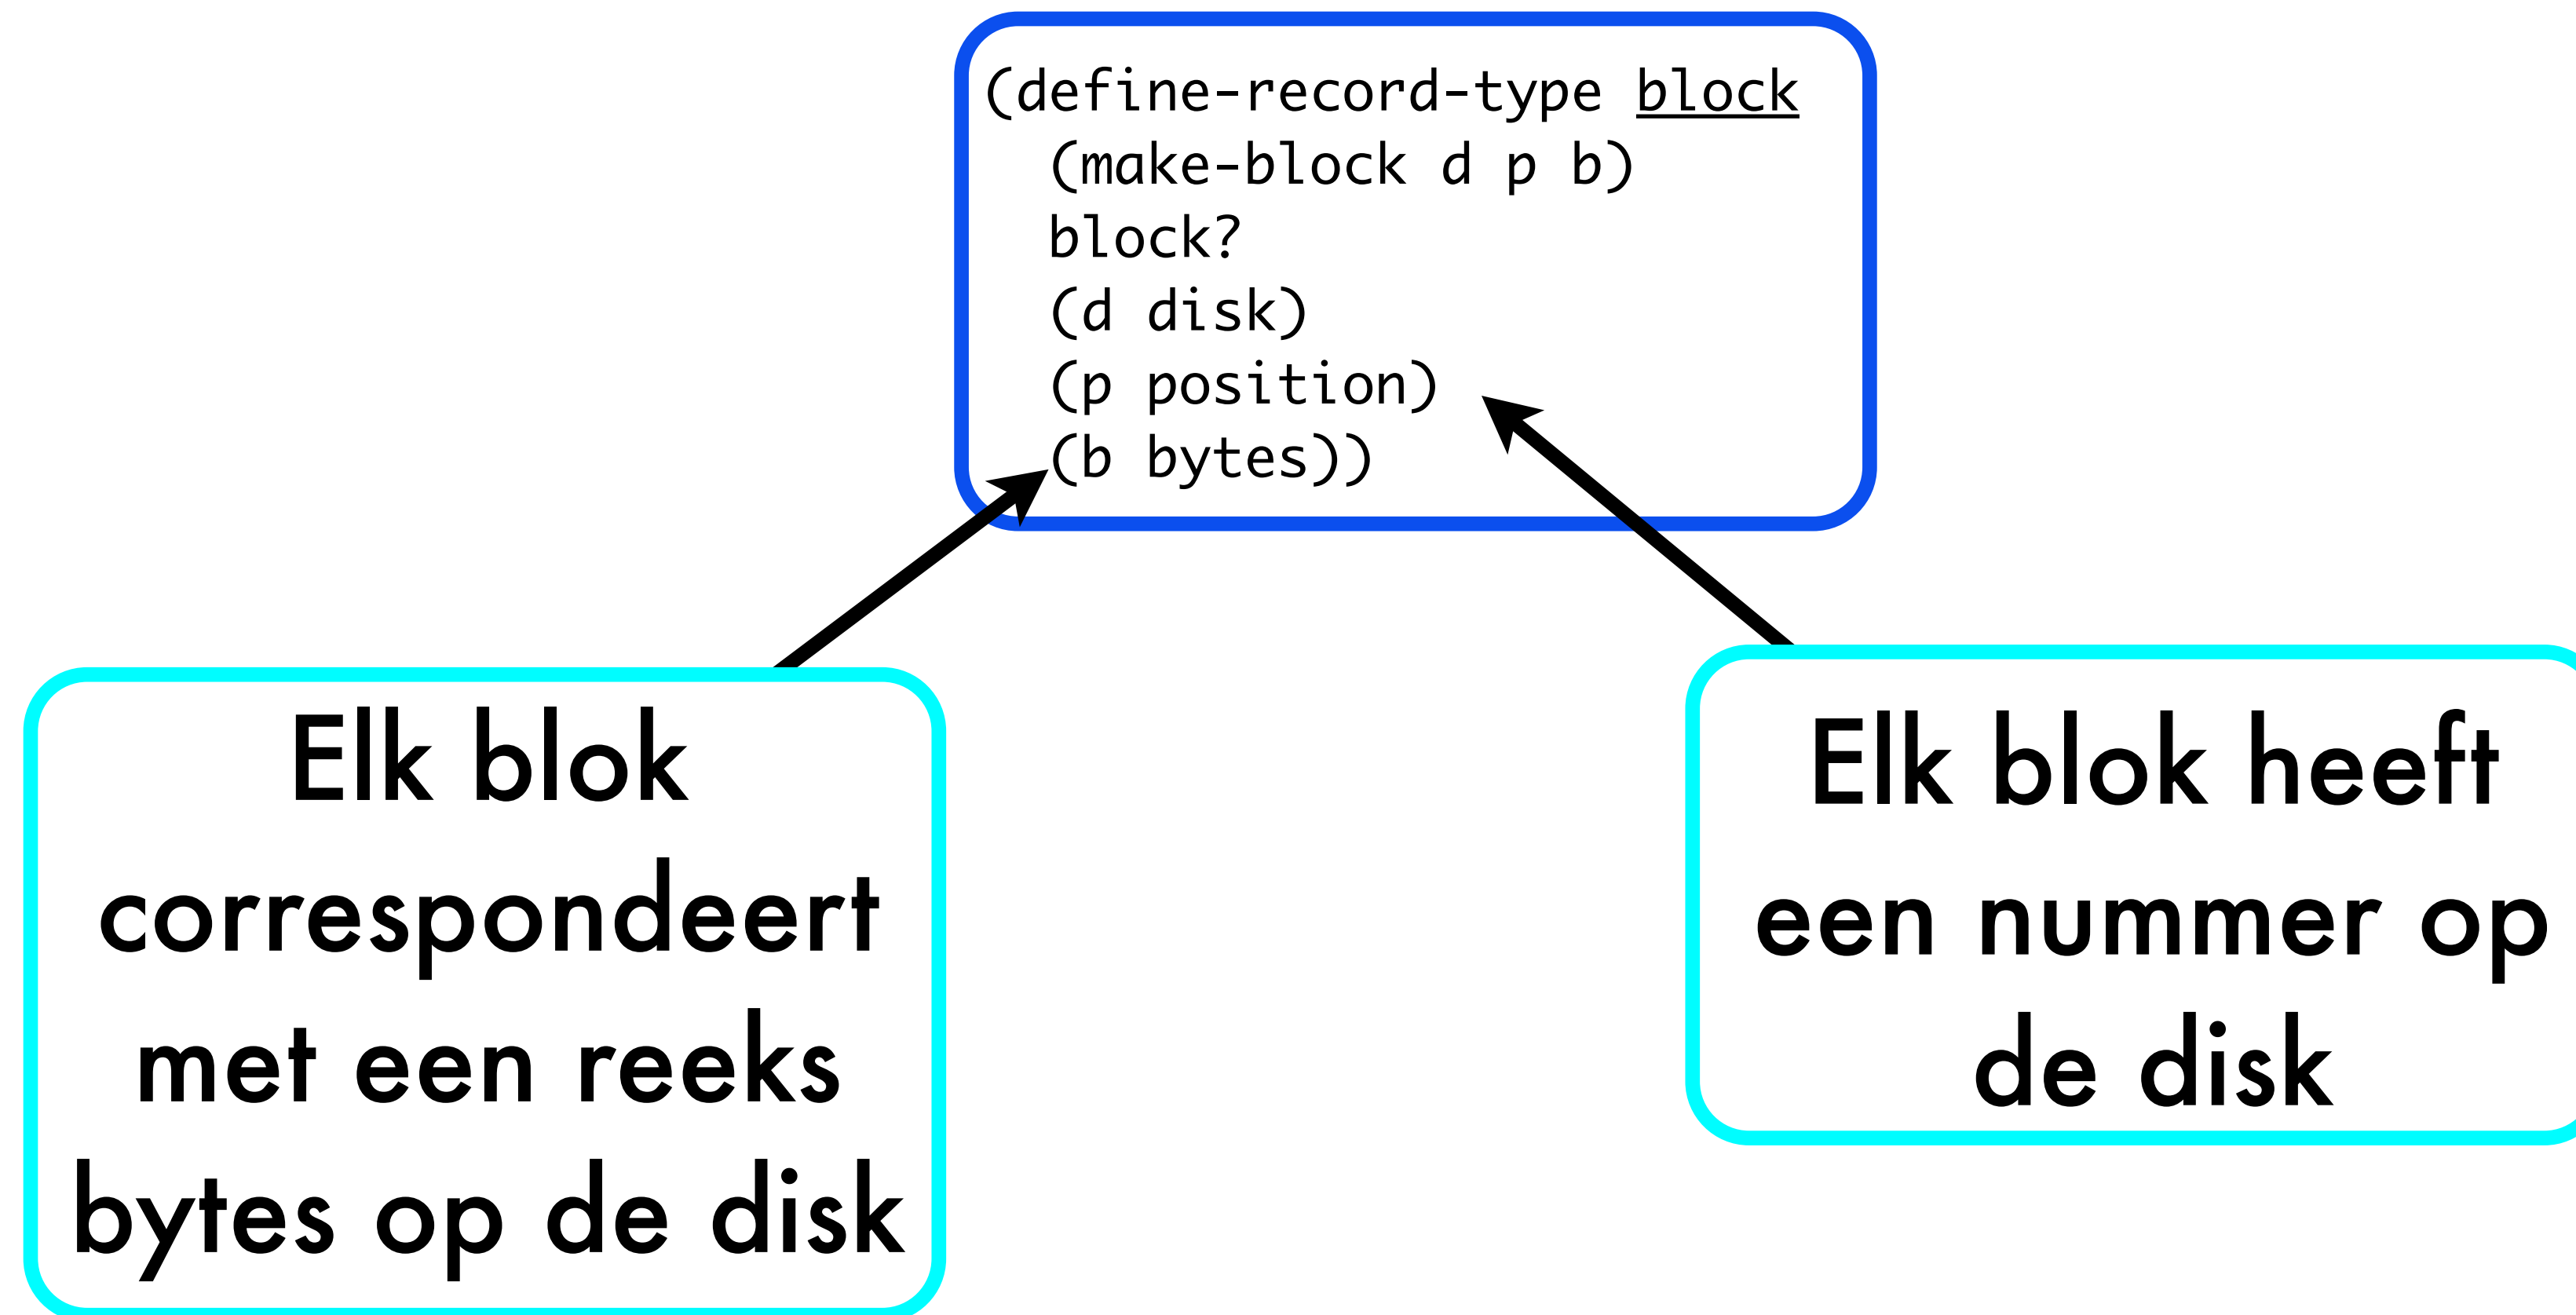 (define-record-type block
(make-block d p b)
block?
(d disk)
(p position)
(b bytes))
Elk blok
correspondeert
met een reeks
bytes op de disk
Elk blok heeft
een nummer op
de disk